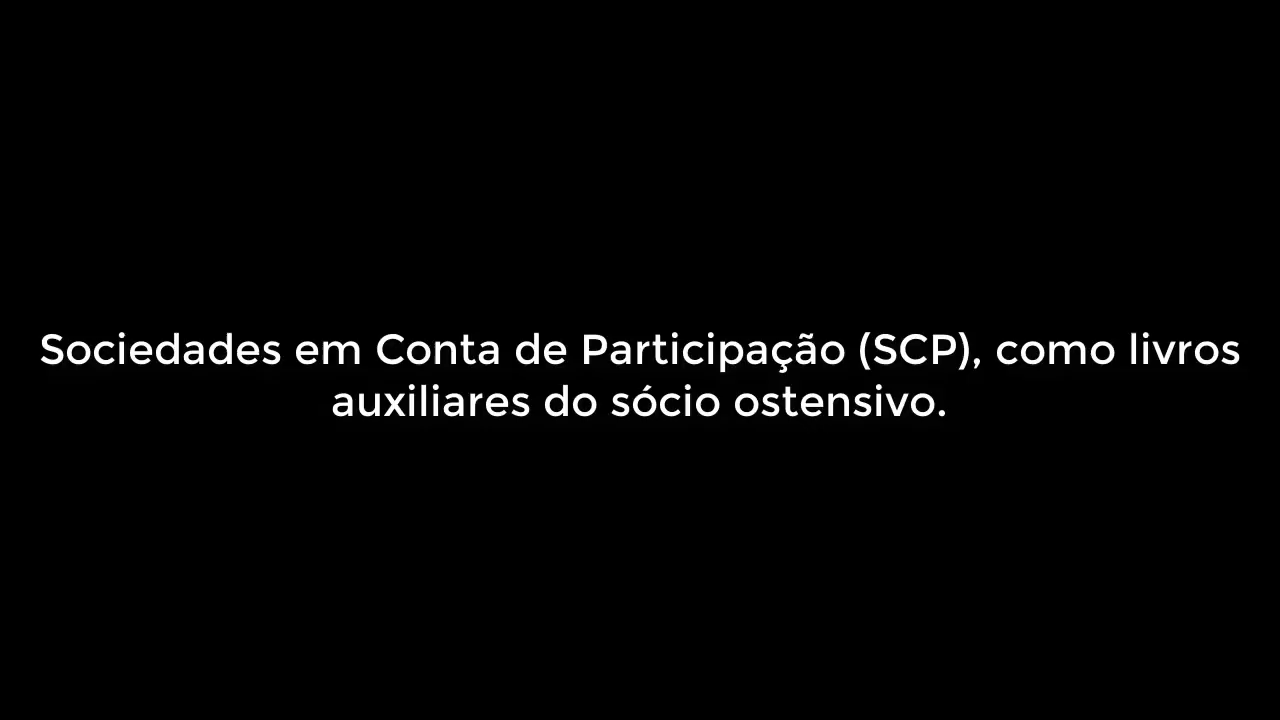 Sociedades em Conta de Participação (SCP), como livros
auxiliares do sócio ostensivo.